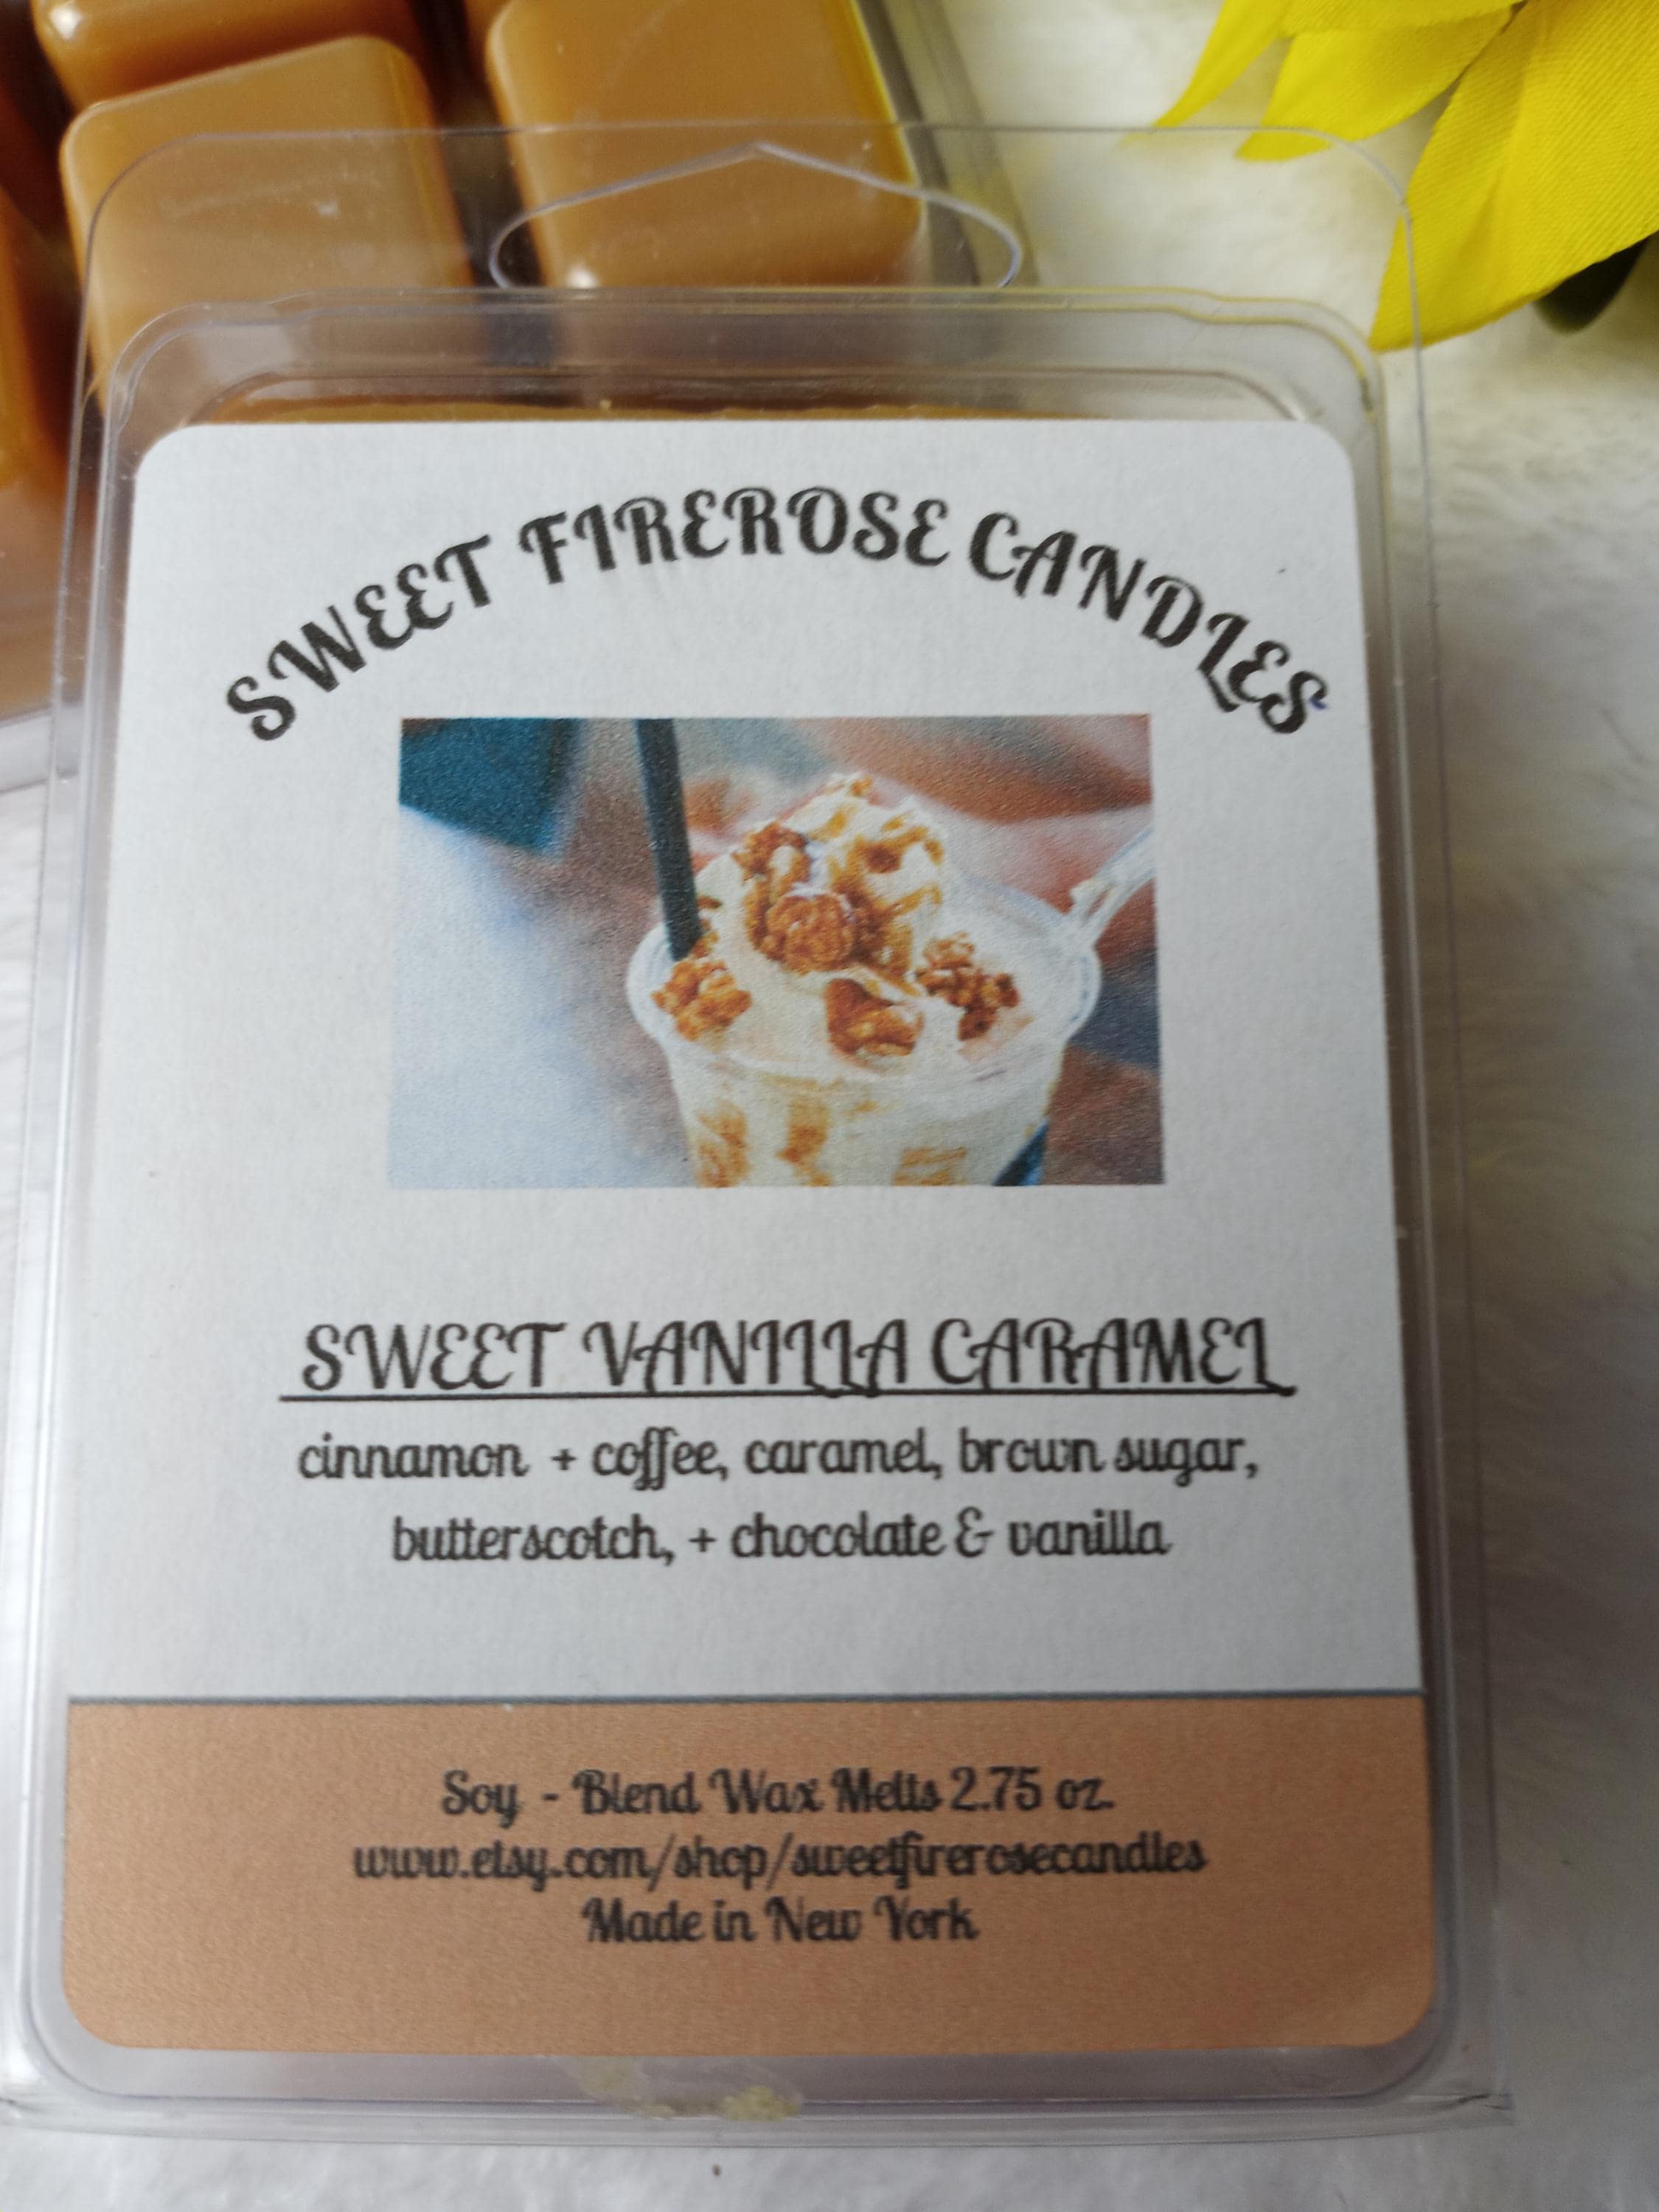 SWEET FIREROSE CANDLES
SWEET VANILLA CARAMEL
cinnamon + coffee, caramel, brown sugar,
butterscotch, + chocolate & vanilla
Soy - Blend Wax Melts 2.75 oz.
www.etsy.com/shop/sweetfirerosecandles
Made in New York